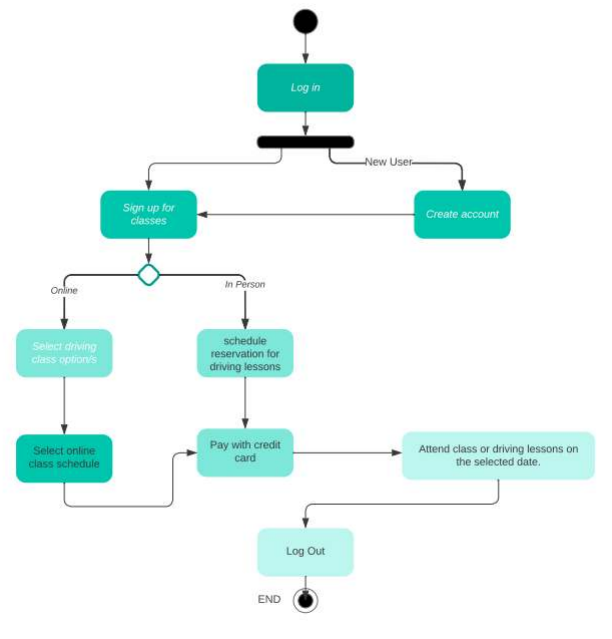 Log in
New User
Sign up for
classes
Create account
Online
In Person
Select driving
class option/s
schedule
reservation for
driving lessons
Select online
class schedule
Pay with credit
card
Attend class or driving lessons on
the selected date.
Log Out
END